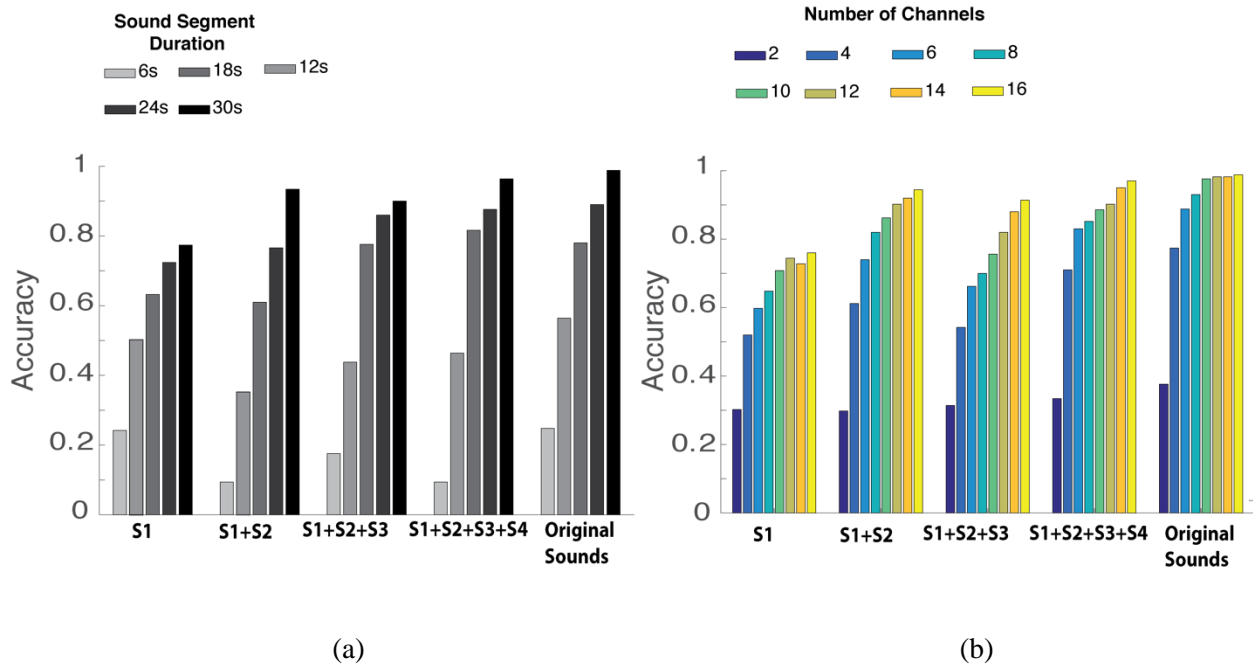 Sound Segment
Duration
6s 18s 12s
24s 30s
Accuracy
1
0.8
0.6
0.4
0.2
0
S1 S1+S2 S1+S2+S3 S1+S2+S3+S4 Original
Sounds
(a)
Number of Channels
2 4 6 8
10 12 14 16
Accuracy
1
0.8
0.6
0.4
0.2
0
S1 S1+S2 S1+S2+S3 S1+S2+S3+S4 Original
Sounds
(b)